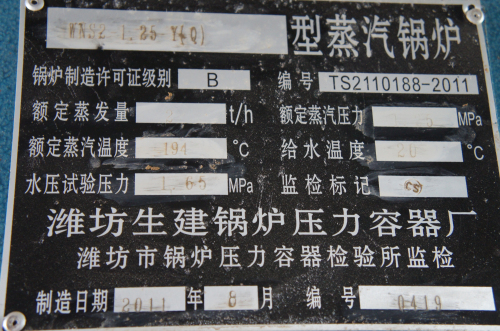 WNS2-1.25-Y(Q) 型蒸汽锅炉
锅炉制造许可证级别 B 编号 TS2110188-2011
额定蒸发量 t/h 额定蒸汽压力 MPa
额定蒸汽温度 194 °C 给水温度 20 °C
水压试验压力 1.65 MPa 监检标记 CS
潍坊生建锅炉压力容器厂
潍坊市锅炉压力容器检验所监检
制造日期 2011 年 8 月 编号 0419